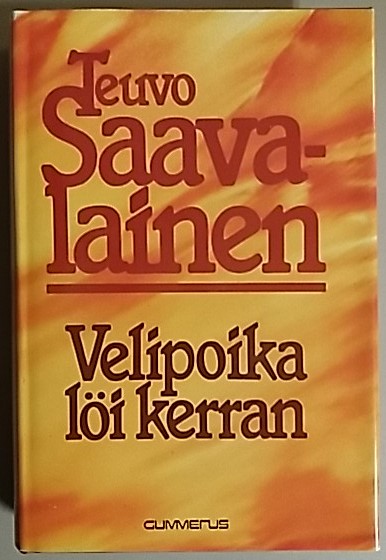 Teuvo
Saava-
lainen
Velipoika
löi kerran
GUMMERUS